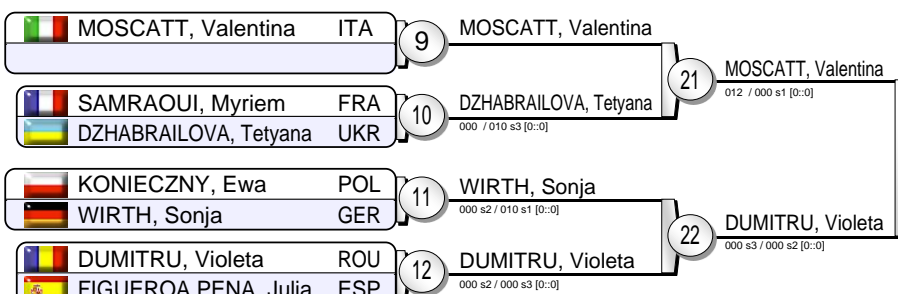 MOSCATT, Valentina ITA
9
MOSCATT, Valentina
21
MOSCATT, Valentina
012 / 000 s1 [0::0]
SAMRAOUI, Myriem FRA
DZHABRAILOVA, Tetyana UKR
10
DZHABRAILOVA, Tetyana
000 / 010 s3 [0::0]
KONIECZNY, Ewa POL
WIRTH, Sonja GER
11
WIRTH, Sonja
000 s2 / 010 s1 [0::0]
22
DUMITRU, Violeta
000 s3 / 000 s2 [0::0]
DUMITRU, Violeta ROU
FIGUEROA PENA, Julia ESP
12
DUMITRU, Violeta
000 s2 / 000 s3 [0::0]